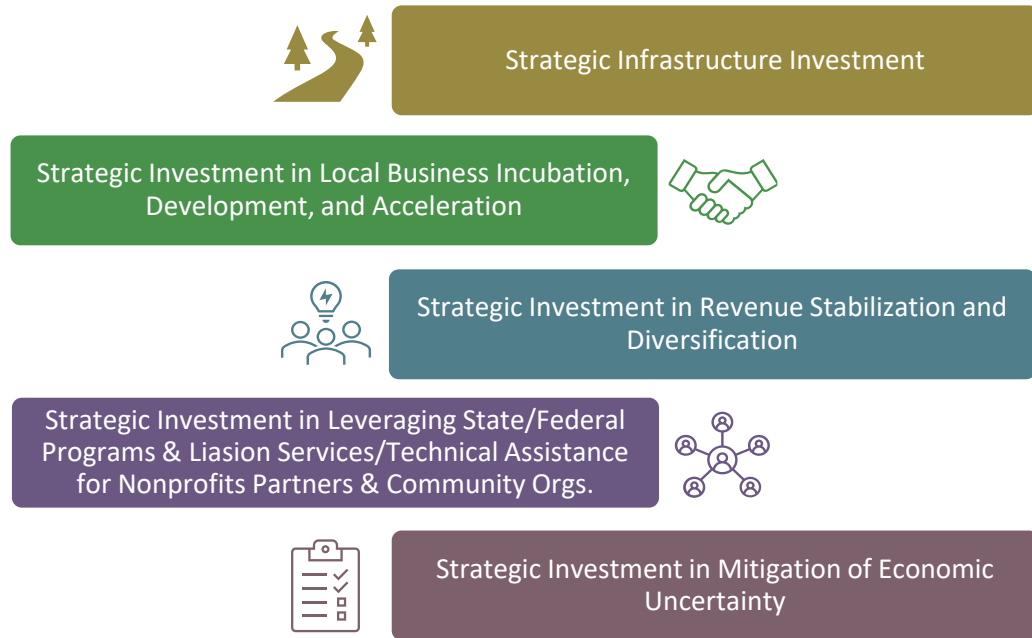 Strategic Infrastructure Investment
Strategic Investment in Local Business Incubation,
Development, and Acceleration
Strategic Investment in Revenue Stabilization and
Diversification
Strategic Investment in Leveraging State/Federal
Programs & Liasion Services/Technical Assistance
for Nonprofits Partners & Community Orgs.
Strategic Investment in Mitigation of Economic
Uncertainty